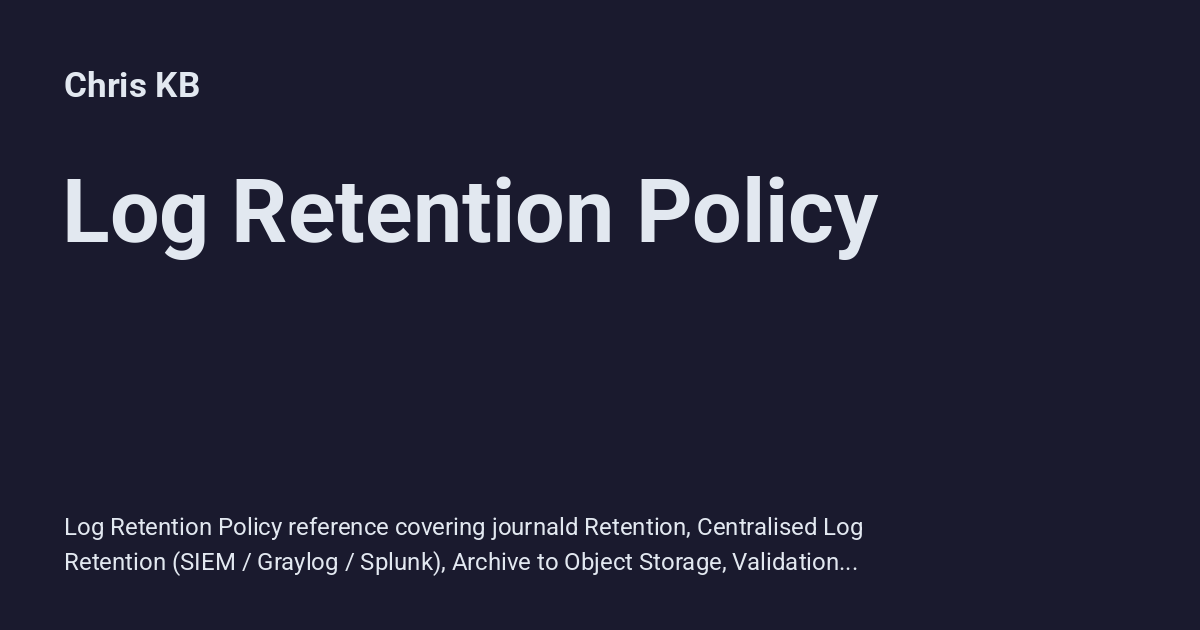 Chris KB
Log Retention Policy
Log Retention Policy reference covering journald Retention, Centralised Log
Retention (SIEM / Graylog / Splunk), Archive to Object Storage, Validation...